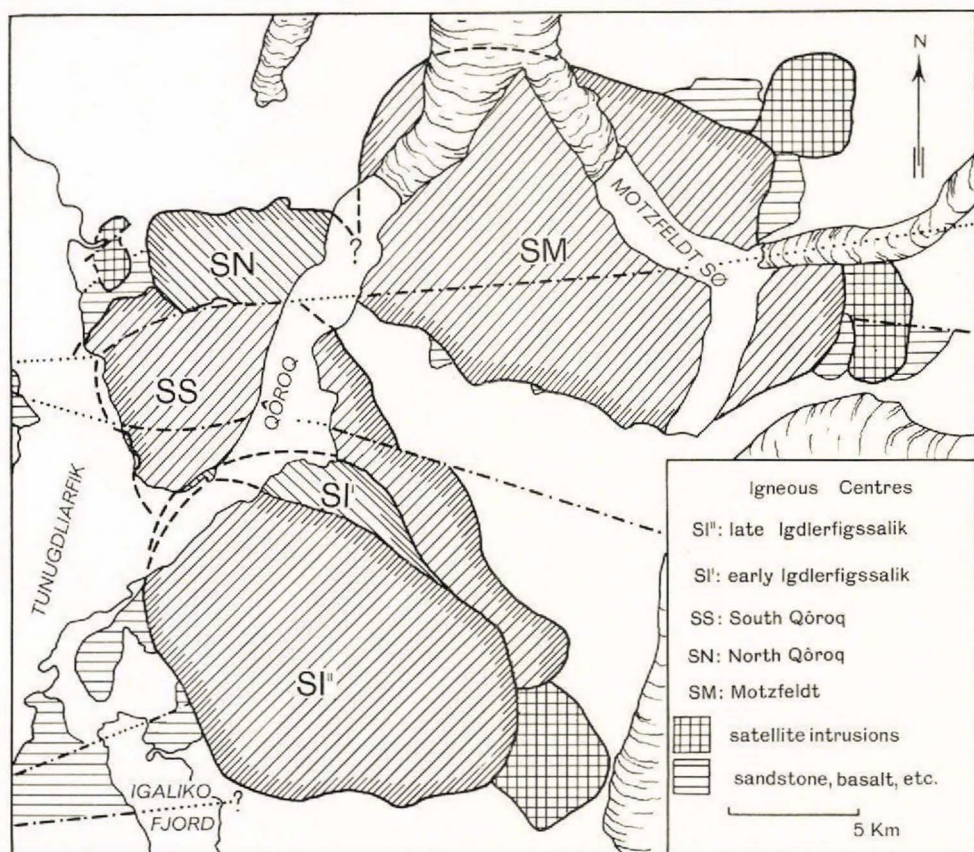 N
MOTZFELDT SØ
SM
SN
?
SS
QÔROQ
SI'
TUNUGDLIARFIK
SI"
IGALIKO
?
FJORD
Igneous Centres
SI": late Igdlerfigssalik
SI': early Igdlerfigssalik
SS: South Qôroq
SN: North Qôroq
SM: Motzfeldt
satellite intrusions
sandstone, basalt, etc.
5 Km